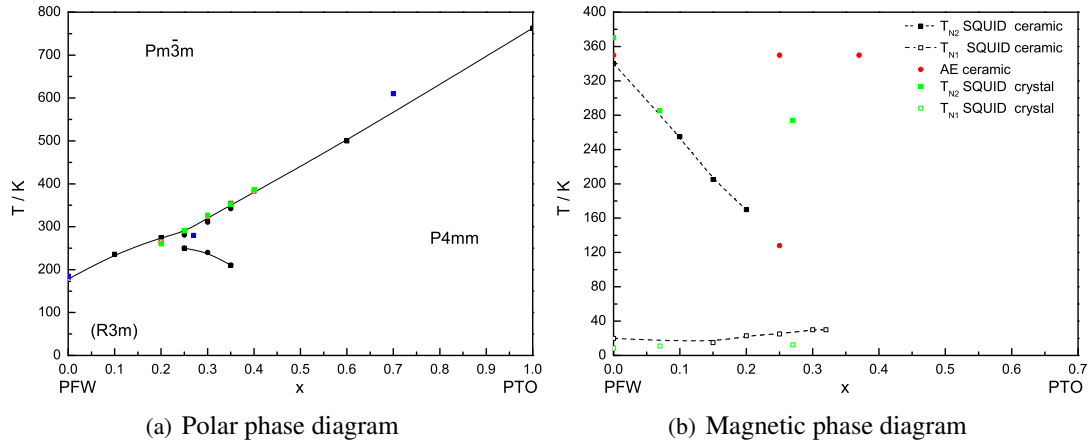 800
700
600
500
400
300
200
100
0
T / K
Pm3̄m
P4mm
(R3m)
0.0 0.1 0.2 0.3 0.4 0.5 0.6 0.7 0.8 0.9 1.0
PFW x PTO
(a) Polar phase diagram
400
360
320
280
240
200
160
120
80
40
0
T / K
T_N2 SQUID ceramic
T_N1 SQUID ceramic
AE ceramic
T_N2 SQUID crystal
T_N1 SQUID crystal
0.0 0.1 0.2 0.3 0.4 0.5 0.6 0.7
PFW x PTO
(b) Magnetic phase diagram